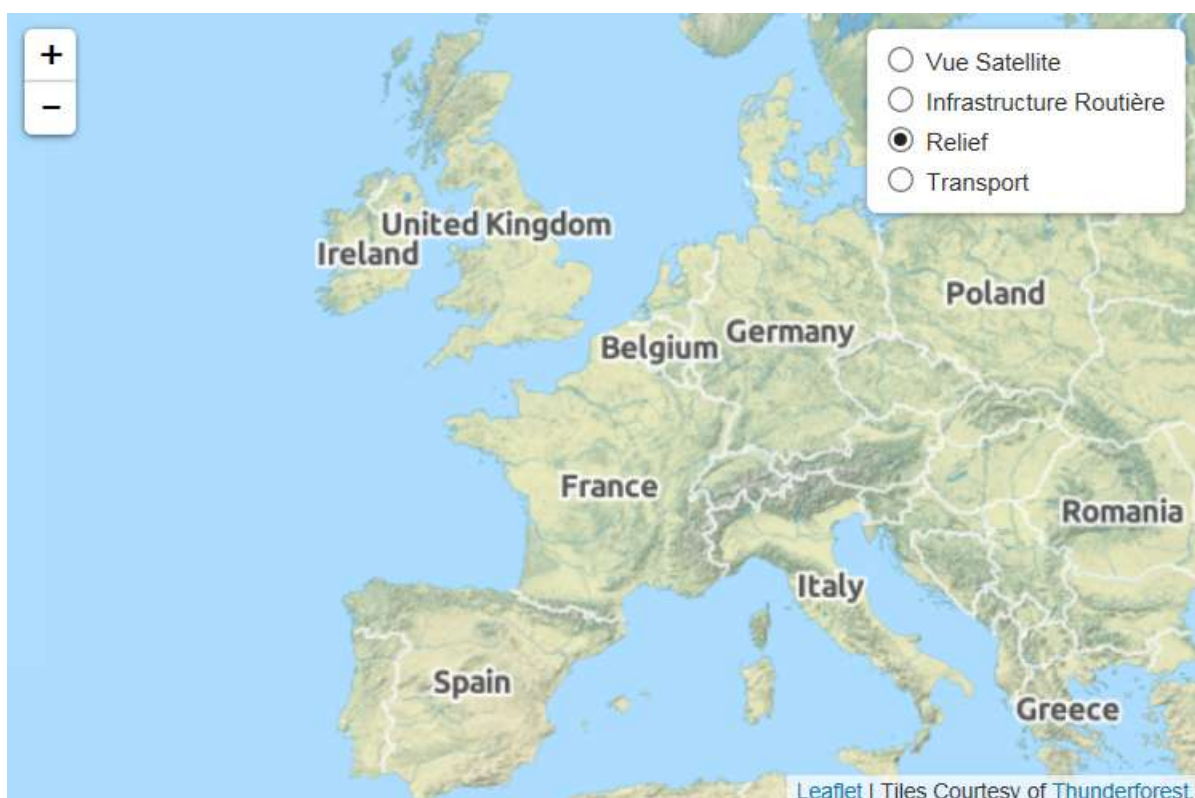 +
−
Vue Satellite
Infrastructure Routière
Relief
Transport
United Kingdom
Ireland
Poland
Germany
Belgium
France
Romania
Italy
Spain
Greece
Leaflet | Tiles Courtesy of Thunderforest,